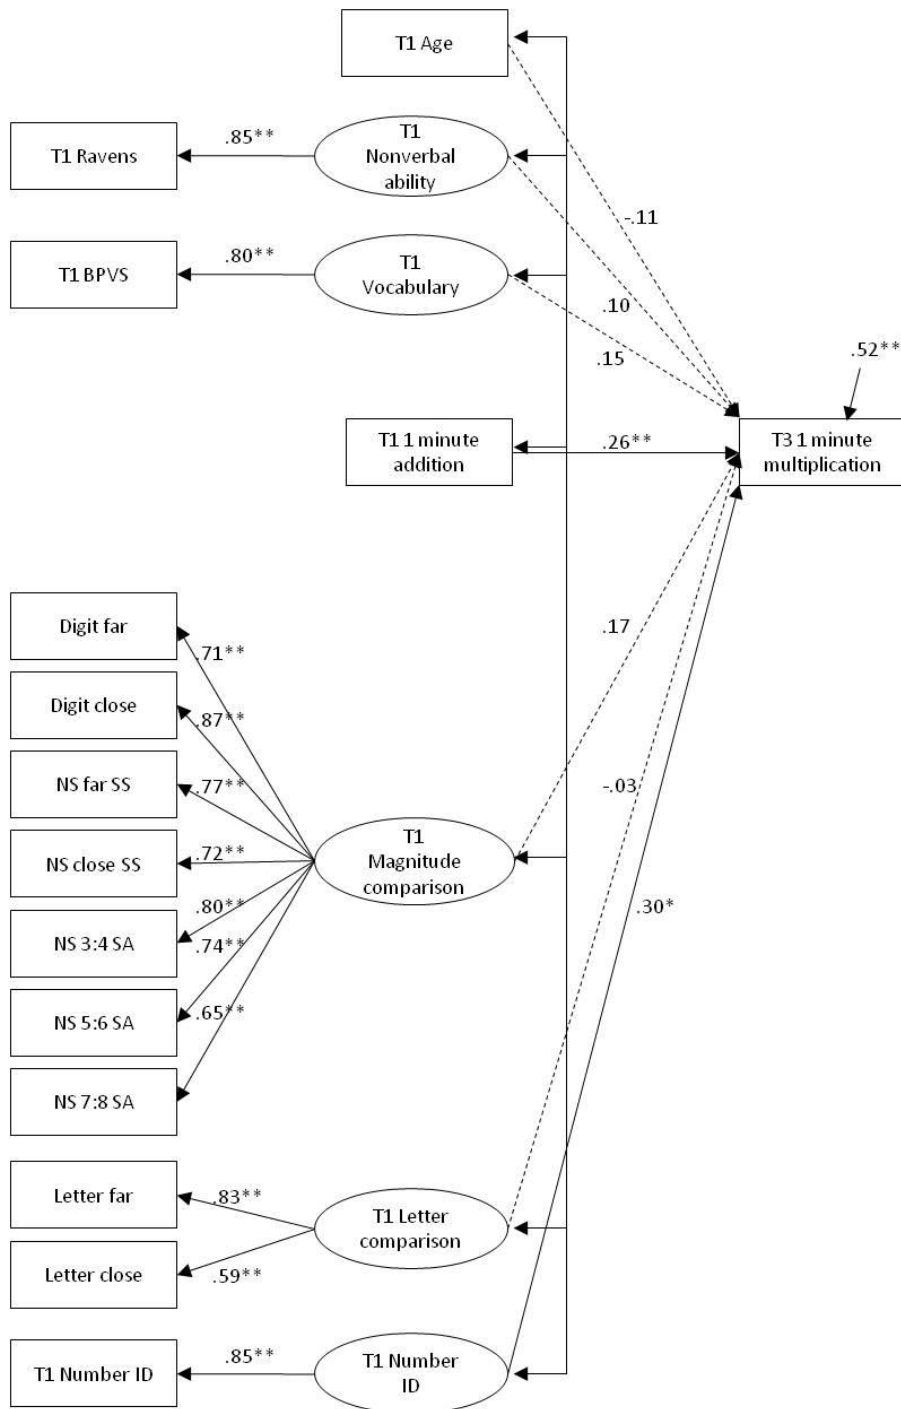 T1 Age
T1
Nonverbal
ability
.85**
T1 Ravens
-.11
T1
Vocabulary
.80**
T1 BPVS
.10
.15
.52**
T1 1 minute
addition
.26**
T3 1 minute
multiplication
Digit far
.71**
Digit close
.87**
NS far SS
.77**
NS close SS
.72**
T1
Magnitude
comparison
.17
-.03
NS 3:4 SA
.80**
.30*
NS 5:6 SA
.74**
NS 7:8 SA
.65**
Letter far
.83**
T1 Letter
comparison
Letter close
.59**
T1 Number ID
.85**
T1 Number
ID